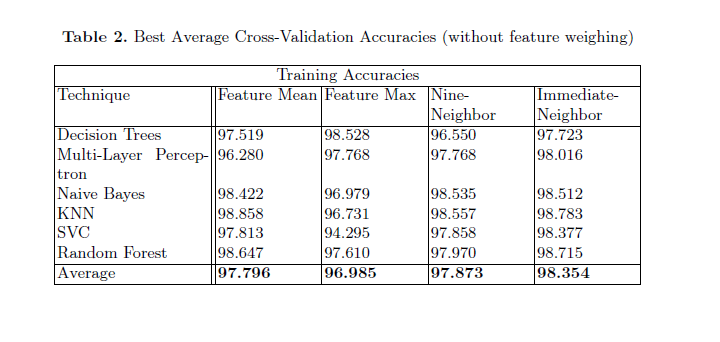 Table 2. Best Average Cross-Validation Accuracies (without feature weighing)
Training Accuracies
Technique Feature Mean Feature Max Nine- Immediate-
Neighbor Neighbor
Decision Trees 97.519 98.528 96.550 97.723
Multi-Layer Percep- 96.280 97.768 97.768 98.016
tron
Naive Bayes 98.422 96.979 98.535 98.512
KNN 98.858 96.731 98.557 98.783
SVC 97.813 94.295 97.858 98.377
Random Forest 98.647 97.610 97.970 98.715
Average 97.796 96.985 97.873 98.354